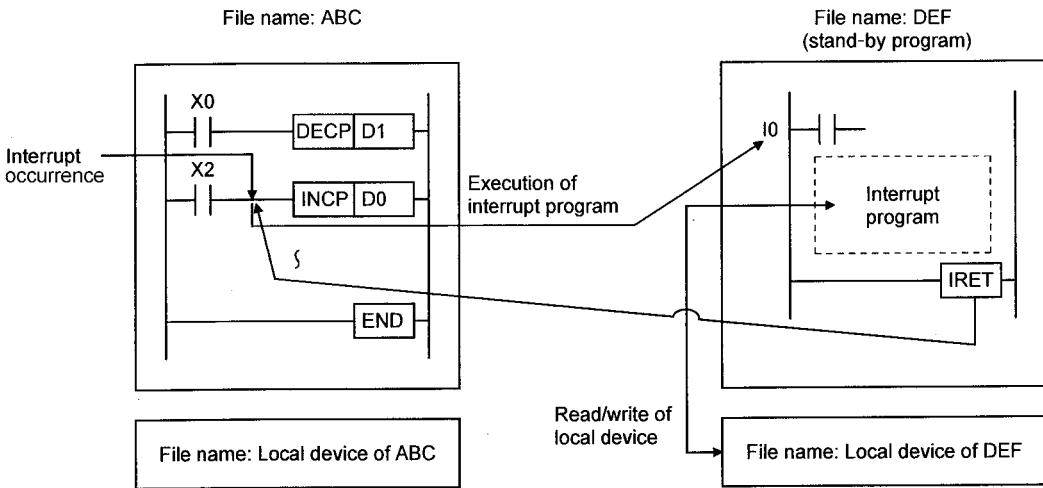 File name: ABC
File name: DEF
(stand-by program)
X0
DECP D1
I0
Interrupt
occurrence
X2
INCP D0
Execution of
interrupt program
Interrupt
program
IRET
END
Read/write of
local device
File name: Local device of ABC
File name: Local device of DEF